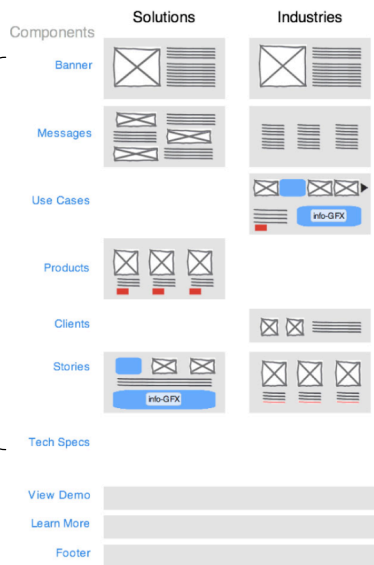 Solutions Industries
Components
Banner
Messages
Use Cases
info-GFX
Products
Clients
Stories
info-GFX
Tech Specs
View Demo
Learn More
Footer